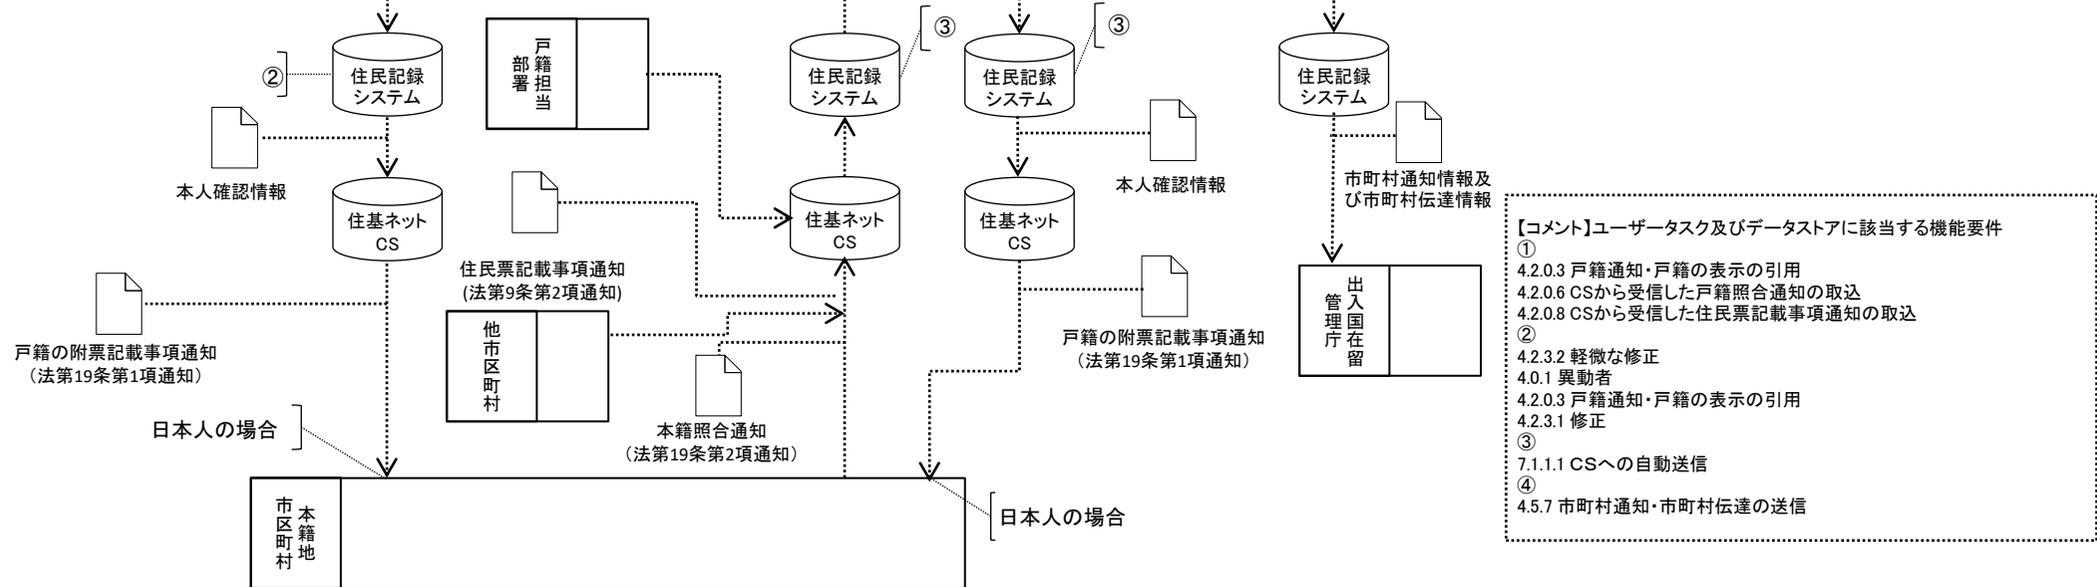 ③
③
②
住民記録
システム
戸籍担当
部署
住民記録
システム
住民記録
システム
住民記録
システム
本人確認情報
本人確認情報
市町村通知情報及
び市町村伝達情報
住基ネット
CS
住基ネット
CS
住基ネット
CS
住民票記載事項通知
(法第9条第2項通知)
戸籍の附票記載事項通知
（法第19条第1項通知）
他市区町村
戸籍の附票記載事項通知
（法第19条第1項通知）
出入国在留
管理庁
本籍照合通知
（法第19条第2項通知）
日本人の場合
日本人の場合
本籍地
市区町村
【コメント】ユーザータスク及びデータストアに該当する機能要件
①
4.2.0.3 戸籍通知・戸籍の表示の引用
4.2.0.6 CSから受信した戸籍照合通知の取込
4.2.0.8 CSから受信した住民票記載事項通知の取込
②
4.2.3.2 軽微な修正
4.0.1 異動者
4.2.0.3 戸籍通知・戸籍の表示の引用
4.2.3.1 修正
③
7.1.1.1 CSへの自動送信
④
4.5.7 市町村通知・市町村伝達の送信